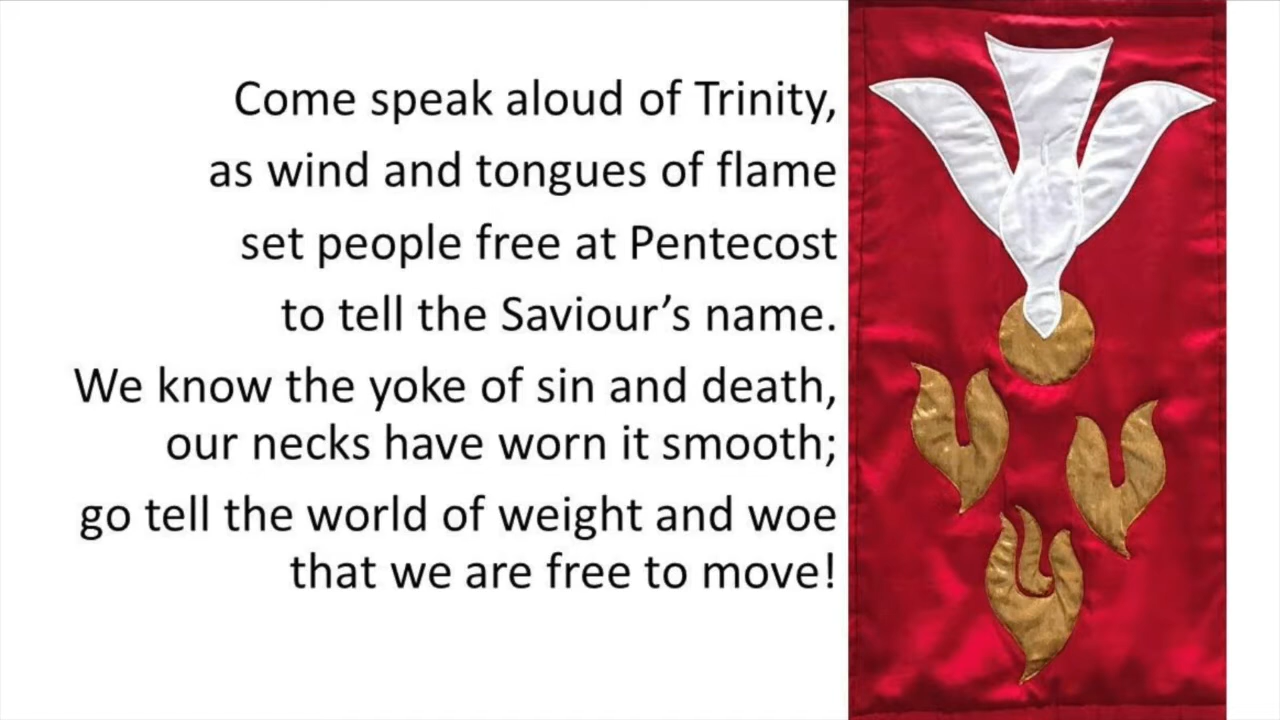 Come speak aloud of Trinity,
as wind and tongues of flame
set people free at Pentecost
to tell the Saviour’s name.
We know the yoke of sin and death,
our necks have worn it smooth;
go tell the world of weight and woe
that we are free to move!